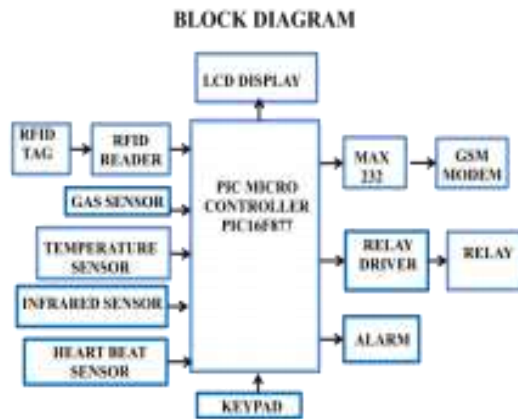 BLOCK DIAGRAM
LCD DISPLAY
RFID
TAG
RFID
READER
GAS SENSOR
TEMPERATURE
SENSOR
INFRARED SENSOR
HEART BEAT
SENSOR
PIC MICRO
CONTROLLER
PIC16F877
MAX
232
GSM
MODEM
RELAY
DRIVER
RELAY
ALARM
KEYPAD